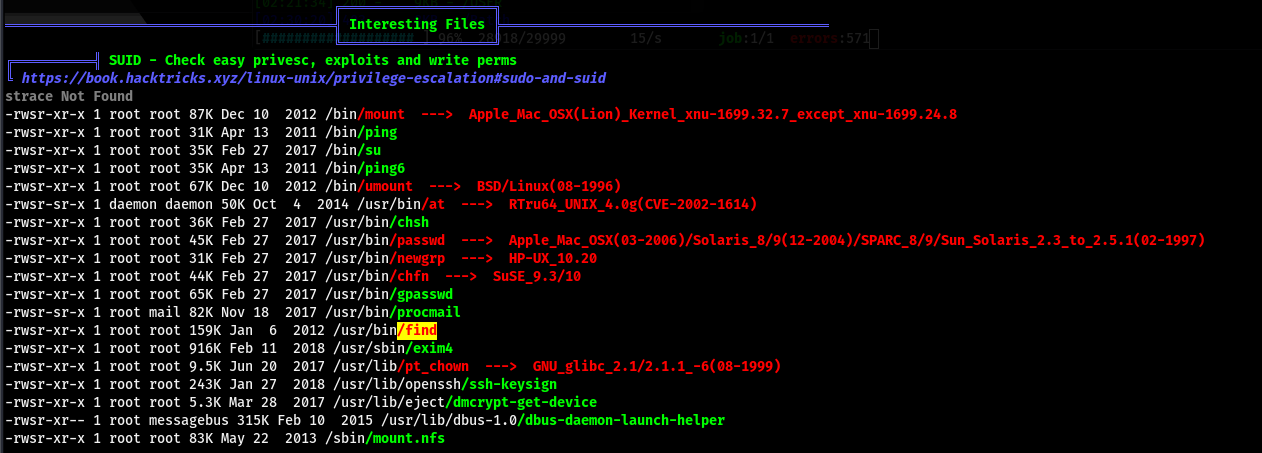 Interesting Files
[###################  ] 96%  28918/29999        15/s        job:1/1  errors:571
SUID - Check easy privesc, exploits and write perms
https://book.hacktricks.xyz/linux-unix/privilege-escalation#sudo-and-suid
strace Not Found
-rwsr-xr-x 1 root root 87K Dec 10  2012 /bin/mount  --->  Apple_Mac_OSX(Lion)_Kernel_xnu-1699.32.7_except_xnu-1699.24.8
-rwsr-xr-x 1 root root 31K Apr 13  2011 /bin/ping
-rwsr-xr-x 1 root root 35K Feb 27  2017 /bin/su
-rwsr-xr-x 1 root root 35K Apr 13  2011 /bin/ping6
-rwsr-xr-x 1 root root 67K Dec 10  2012 /bin/umount  --->  BSD/Linux(08-1996)
-rwsr-sr-x 1 daemon daemon 50K Oct  4  2014 /usr/bin/at  --->  RTru64_UNIX_4.0g(CVE-2002-1614)
-rwsr-xr-x 1 root root 36K Feb 27  2017 /usr/bin/chsh
-rwsr-xr-x 1 root root 45K Feb 27  2017 /usr/bin/passwd  --->  Apple_Mac_OSX(03-2006)/Solaris_8/9(12-2004)/SPARC_8/9/Sun_Solaris_2.3_to_2.5.1(02-1997)
-rwsr-xr-x 1 root root 31K Feb 27  2017 /usr/bin/newgrp  --->  HP-UX_10.20
-rwsr-xr-x 1 root root 44K Feb 27  2017 /usr/bin/chfn  --->  SuSE_9.3/10
-rwsr-xr-x 1 root root 65K Feb 27  2017 /usr/bin/gpasswd
-rwsr-sr-x 1 root mail 82K Nov 18  2017 /usr/bin/procmail
-rwsr-xr-x 1 root root 159K Jan  6  2012 /usr/bin/find
-rwsr-xr-x 1 root root 916K Feb 11  2018 /usr/sbin/exim4
-rwsr-xr-x 1 root root 9.5K Jun 20  2017 /usr/lib/pt_chown  --->  GNU_glibc_2.1/2.1.1_-6(08-1999)
-rwsr-xr-x 1 root root 243K Jan 27  2018 /usr/lib/openssh/ssh-keysign
-rwsr-xr-x 1 root root 5.3K Mar 28  2017 /usr/lib/eject/dmcrypt-get-device
-rwsr-xr-- 1 root messagebus 315K Feb 10  2015 /usr/lib/dbus-1.0/dbus-daemon-launch-helper
-rwsr-xr-x 1 root root 83K May 22  2013 /sbin/mount.nfs